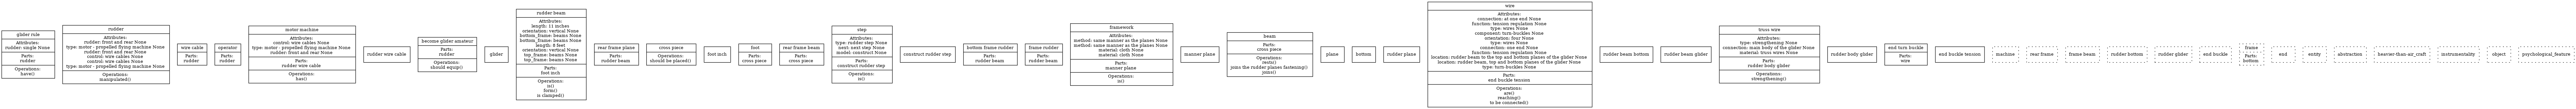 glider rule
Attributes:
rudder: single None
Parts:
rudder
Operations:
have()
rudder
Attributes:
rudder: front and rear None
type: motor - propelled flying machine None
rudder: front and rear None
control: wire cables None
control: wire cables None
type: motor - propelled flying machine None
Operations:
manipulated()
wire cable
Parts:
rudder
operator
Parts:
rudder
motor machine
Attributes:
control: wire cables None
type: motor - propelled flying machine None
rudder: front and rear None
Parts:
rudder wire cable
Operations:
has()
rudder wire cable
become glider amateur
Parts:
rudder
Operations:
should equip()
glider
rudder beam
Attributes:
length: 11 inches
orientation: vertical None
bottom_frame: beams None
bottom_frame: beams None
length: 8 feet
orientation: vertical None
top_frame: beams None
top_frame: beams None
Parts:
foot inch
Operations:
is()
form()
is clamped()
rear frame plane
Parts:
rudder beam
cross piece
Operations:
should be placed()
foot inch
foot
Parts:
cross piece
rear frame beam
Parts:
cross piece
step
Attributes:
type: rudder step None
next: next step None
model: construct None
Parts:
construct rudder step
Operations:
is()
construct rudder step
bottom frame rudder
Parts:
rudder beam
frame rudder
Parts:
rudder beam
framework
Attributes:
method: same manner as the planes None
method: same manner as the planes None
material: cloth None
material: cloth None
Parts:
manner plane
Operations:
is()
manner plane
beam
Parts:
cross piece
Operations:
rests()
joins the rudder planes fastening()
joins()
plane
bottom
rudder plane
wire
Attributes:
connection: at one end None
function: tension regulation None
type: wires None
component: turn-buckles None
orientation: four None
type: wires None
connection: one end None
function: tension regulation None
location: rudder beam to the top and bottom planes of the glider None
location: rudder beam, top and bottom planes of the glider None
type: turn-buckles None
Parts:
end buckle tension
Operations:
are()
reaching()
to be connected()
rudder beam bottom
rudder beam glider
truss wire
Attributes:
type: strengthening None
connection: main body of the glider None
material: truss wires None
Parts:
rudder body glider
Operations:
strengthening()
rudder body glider
end turn buckle
Parts:
wire
end buckle tension
machine
rear frame
frame beam
rudder bottom
rudder glider
end buckle
frame
Parts:
bottom
end
entity
abstraction
heavier-than-air_craft
instrumentality
object
psychological_feature